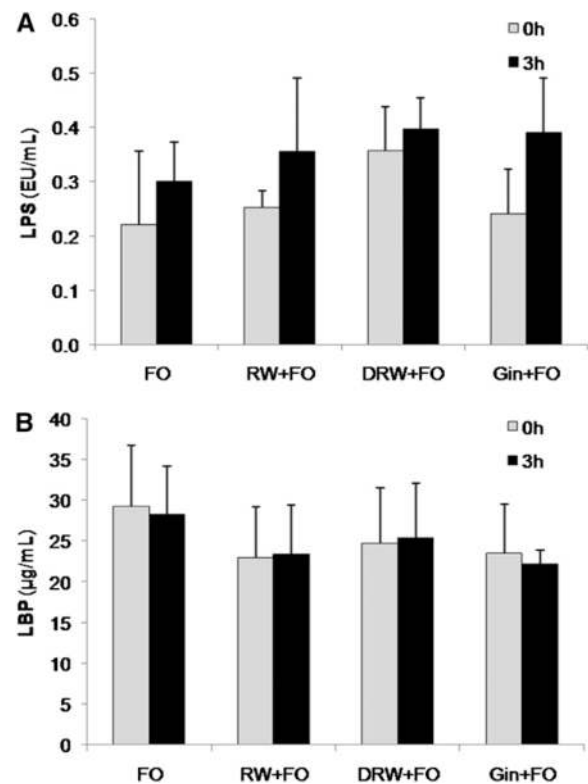 A
0.6
0h
0.5
3h
0.4
0.3
0.2
0.1
0.0
LPS (EU/mL)
FO RW+FO DRW+FO Gin+FO
B
40
0h
35
3h
30
25
20
15
10
5
0
LBP (µg/mL)
FO RW+FO DRW+FO Gin+FO